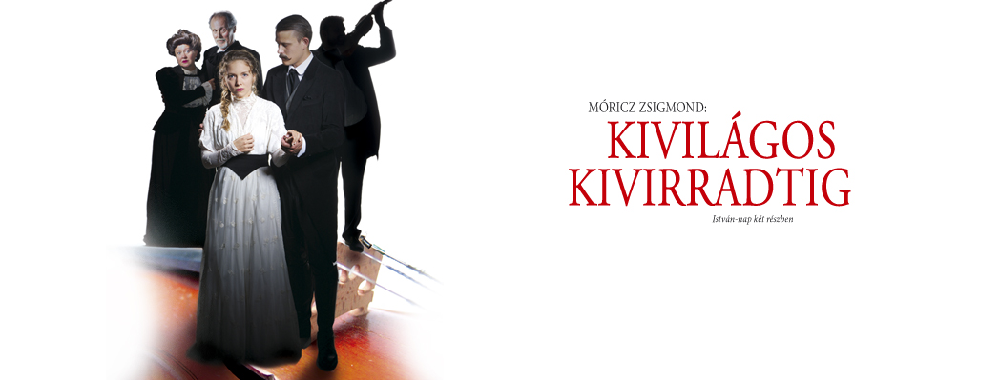 MÓRICZ ZSIGMOND:
KIVILÁGOS
KIVIRRADTIG
István-nap két részben